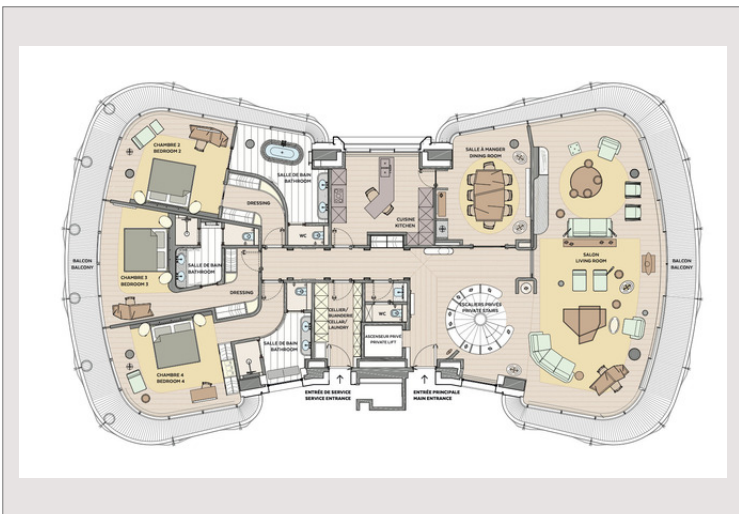 CHAMBRE 2
BEDROOM 2
SALLE DE BAIN
BATHROOM
SALLE À MANGER
DINING ROOM
DRESSING
WC
CUISINE
KITCHEN
BALCON
BALCONY
CHAMBRE 3
BEDROOM 3
SALLE DE BAIN
BATHROOM
SALON
LIVING ROOM
BALCON
BALCONY
DRESSING
CELLIER/
BUANDERIE
CELLAR/
LAUNDRY
WC
ESCALIERS PRIVÉS
PRIVATE STAIRS
ASCENSEUR PRIVÉ
PRIVATE LIFT
SALLE DE BAIN
BATHROOM
CHAMBRE 4
BEDROOM 4
ENTRÉE DE SERVICE
SERVICE ENTRANCE
ENTRÉE PRINCIPALE
MAIN ENTRANCE